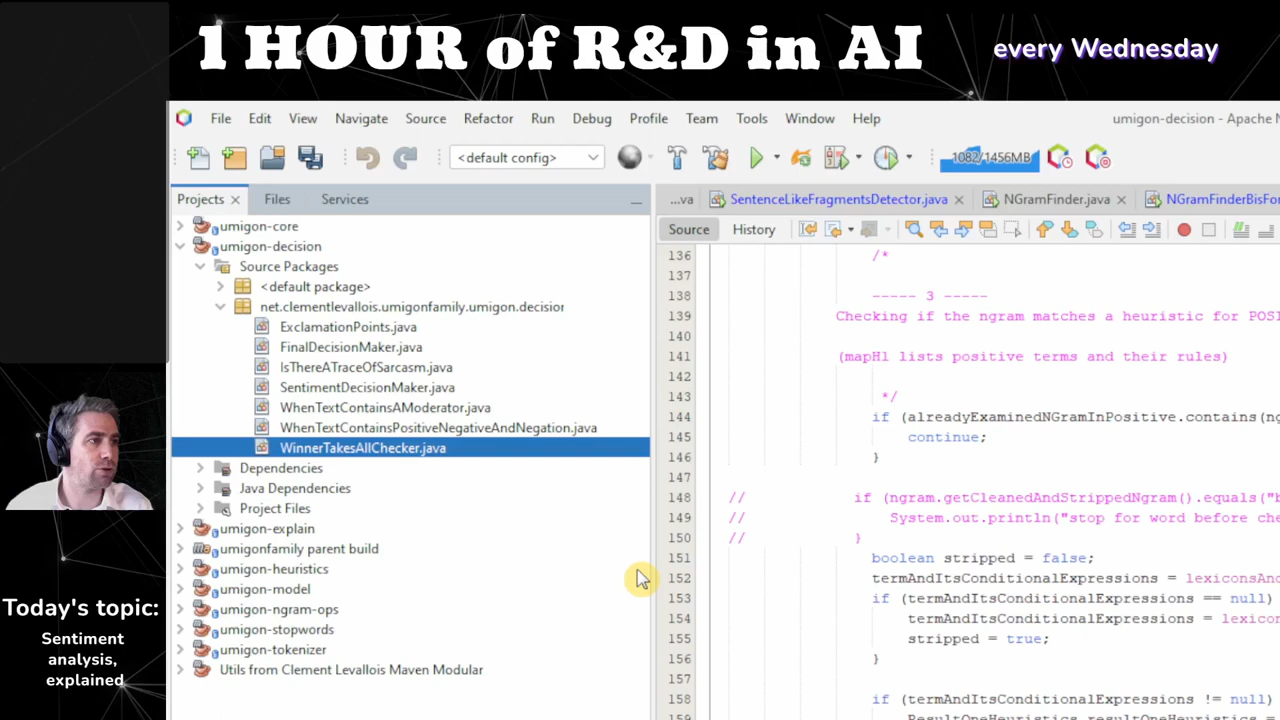 1 HOUR of R&D in AI
every Wednesday
File Edit View Navigate Source Refactor Run Debug Profile Team Tools Window Help
umigon-decision - Apache N
<default config>
1082/1456MB
Projects Files Services
...va SentenceLikeFragmentsDetector.java NGramFinder.java NGramFinderBisFor
Source History
umigon-core
umigon-decision
Source Packages
<default package>
net.clementlevallois.umigonfamily.umigon.decision
ExclamationPoints.java
FinalDecisionMaker.java
IsThereATraceOfSarcasm.java
SentimentDecisionMaker.java
WhenTextContainsAModerator.java
WhenTextContainsPositiveNegativeAndNegation.java
WinnerTakesAllChecker.java
Dependencies
Java Dependencies
Project Files
umigon-explain
umigonfamily parent build
umigon-heuristics
umigon-model
umigon-ngram-ops
umigon-stopwords
umigon-tokenizer
Utils from Clement Levallois Maven Modular
136 /*
137
138 ----- 3 -----
139 Checking if the ngram matches a heuristic for POSI
140
141 (mapH1 lists positive terms and their rules)
142
143 */
144 if (alreadyExaminedNGramInPositive.contains(ng
145 continue;
146 }
147
148 // if (ngram.getCleanedAndStrippedNgram().equals("b
149 // System.out.println("stop for word before che
150 // }
151 boolean stripped = false;
152 termAndItsConditionalExpressions = lexiconsAnd
153 if (termAndItsConditionalExpressions == null)
154 termAndItsConditionalExpressions = lexicon
155 stripped = true;
156 }
157
158 if (termAndItsConditionalExpressions != null)
159 ResultOneHeuristics resultOneHeuristics =
Today's topic:
Sentiment
analysis,
explained